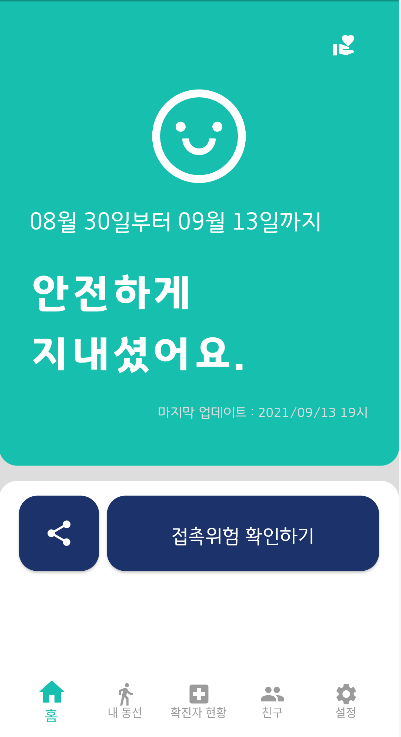 08월 30일부터 09월 13일까지
안전하게
지내셨어요.
마지막 업데이트 : 2021/09/13 19시
접촉위험 확인하기
홈
내 동선
확진자 현황
친구
설정